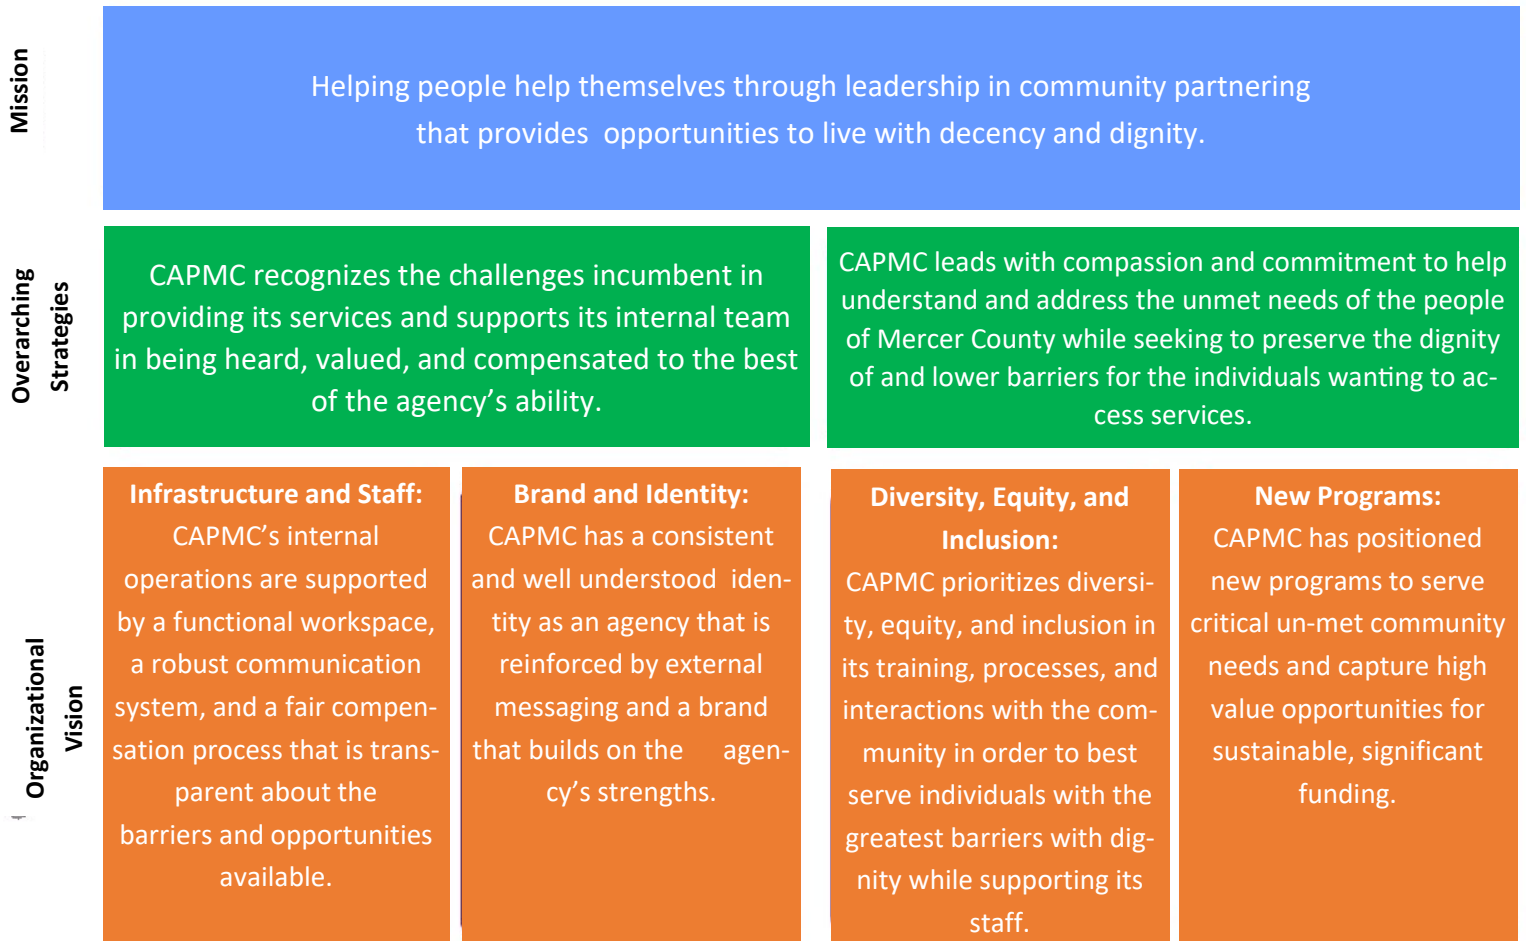 Mission
Helping people help themselves through leadership in community partnering
that provides opportunities to live with decency and dignity.
Overarching
Strategies
CAPMC recognizes the challenges incumbent in
providing its services and supports its internal team
in being heard, valued, and compensated to the best
of the agency’s ability.
CAPMC leads with compassion and commitment to help
understand and address the unmet needs of the people
of Mercer County while seeking to preserve the dignity
of and lower barriers for the individuals wanting to ac-
cess services.
Organizational
Vision
Infrastructure and Staff:
CAPMC’s internal
operations are supported
by a functional workspace,
a robust communication
system, and a fair compen-
sation process that is trans-
parent about the
barriers and opportunities
available.
Brand and Identity:
CAPMC has a consistent
and well understood iden-
tity as an agency that is
reinforced by external
messaging and a brand
that builds on the agen-
cy’s strengths.
Diversity, Equity, and
Inclusion:
CAPMC prioritizes diversi-
ty, equity, and inclusion in
its training, processes, and
interactions with the com-
munity in order to best
serve individuals with the
greatest barriers with dig-
nity while supporting its
staff.
New Programs:
CAPMC has positioned
new programs to serve
critical un-met community
needs and capture high
value opportunities for
sustainable, significant
funding.